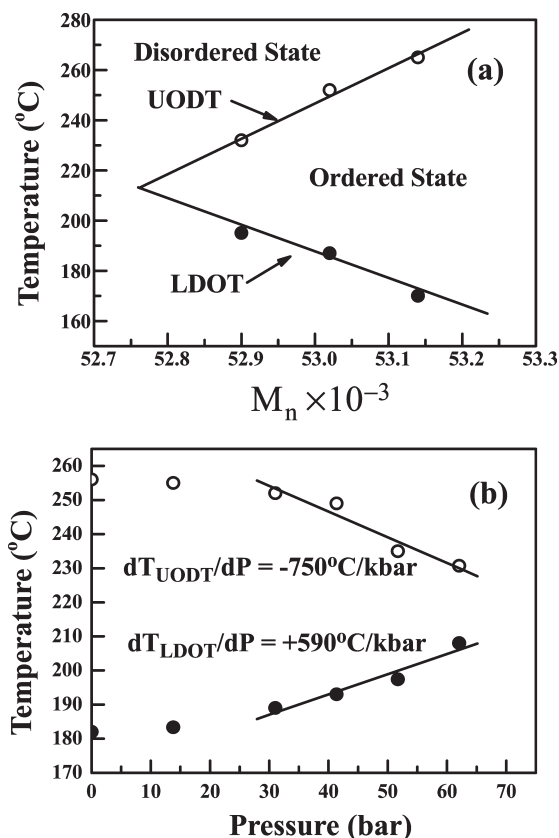 280
Disordered State
(a)
260
UODT
240
220
Ordered State
200
180
LDOT
160
52.7 52.8 52.9 53.0 53.1 53.2 53.3
Temperature (°C)
Mn ×10⁻³
260
(b)
250
240
230
dT_UODT/dP = -750°C/kbar
220
210
dT_LDOT/dP = +590°C/kbar
200
190
180
170
0 10 20 30 40 50 60 70
Temperature (°C)
Pressure (bar)